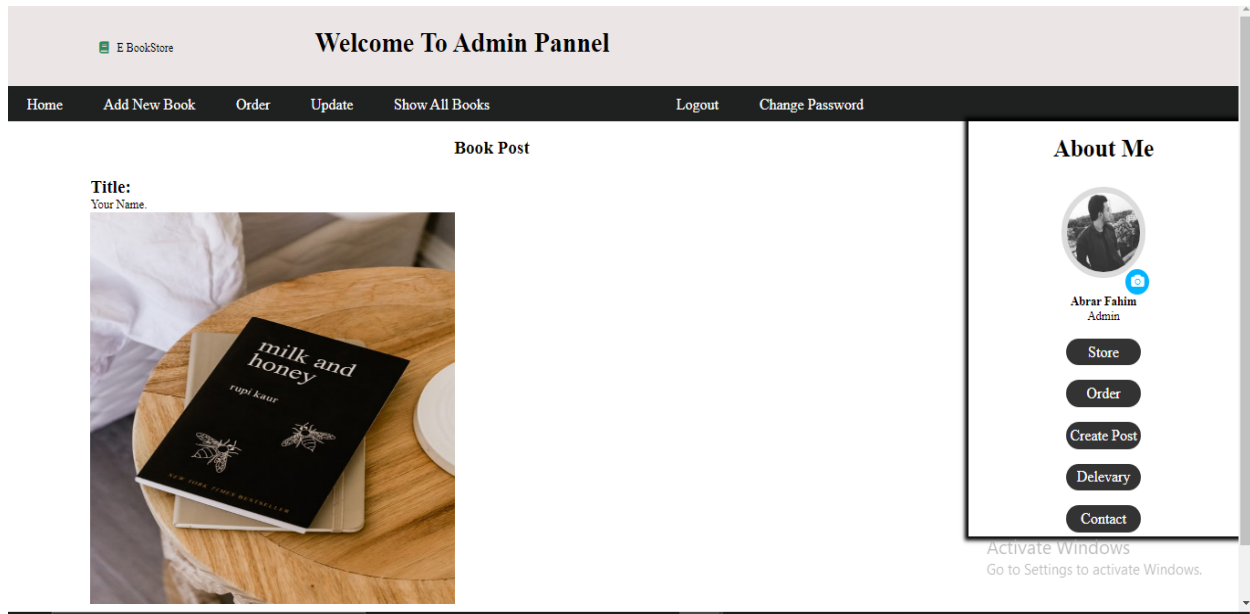 E BookStore
Welcome To Admin Pannel
Home Add New Book Order Update Show All Books Logout Change Password
Book Post
Title:
Your Name.
milk and
honey
rupi kaur
NEW YORK TIMES BESTSELLER
About Me
Abrar Fahim
Admin
Store
Order
Create Post
Delevary
Contact
Activate Windows
Go to Settings to activate Windows.